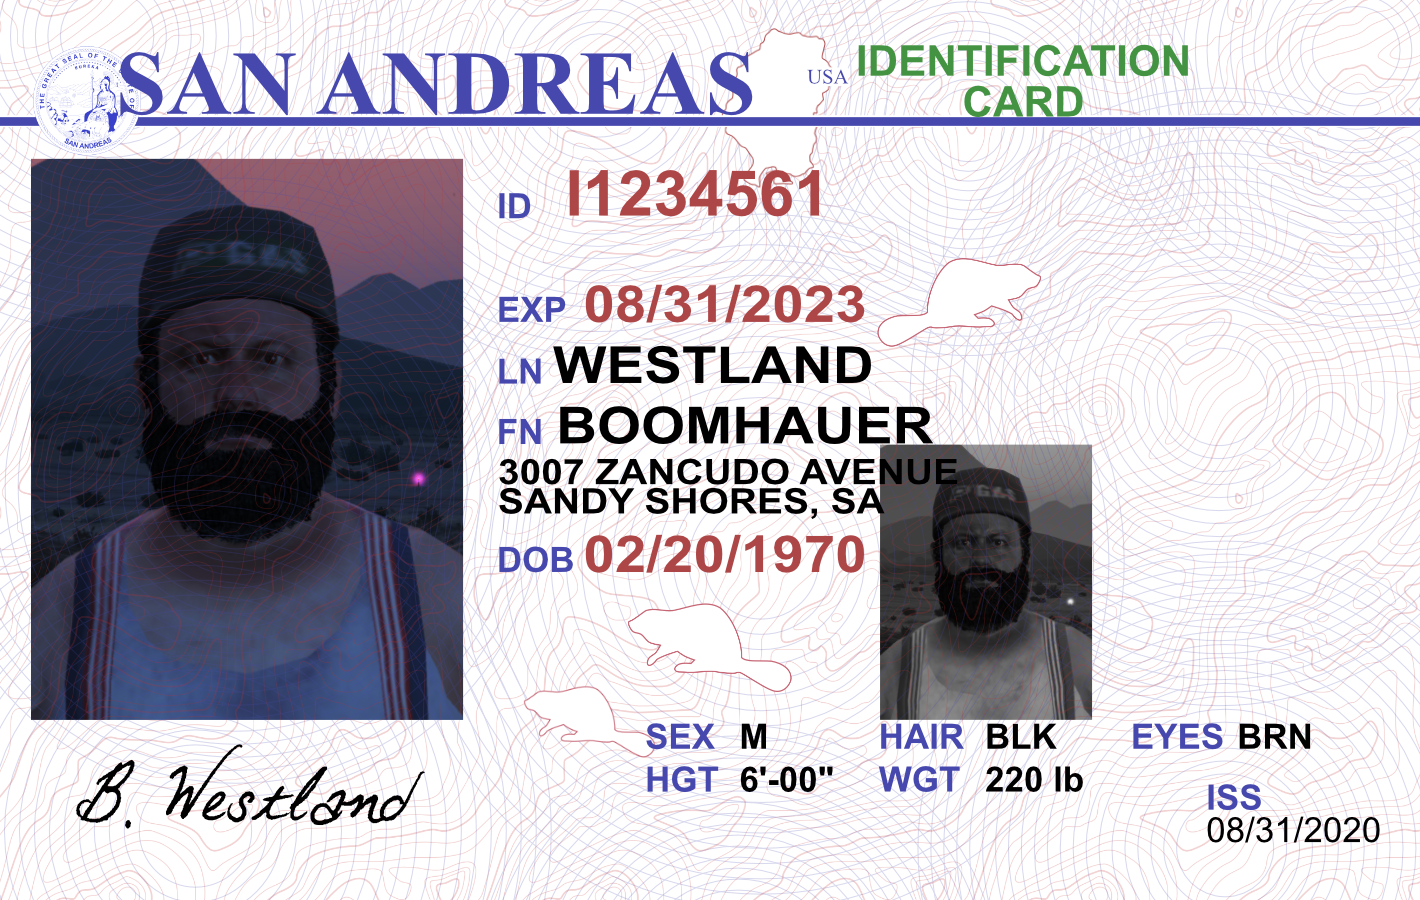 SAN ANDREAS
USA
IDENTIFICATION
CARD
THE GREAT SEAL OF THE STATE OF
EUREKA
SAN ANDREAS
ID I1234561
EXP 08/31/2023
LN WESTLAND
FN BOOMHAUER
3007 ZANCUDO AVENUE
SANDY SHORES, SA
DOB 02/20/1970
SEX M HAIR BLK EYES BRN
HGT 6'-00" WGT 220 lb
ISS
08/31/2020
B. Westland